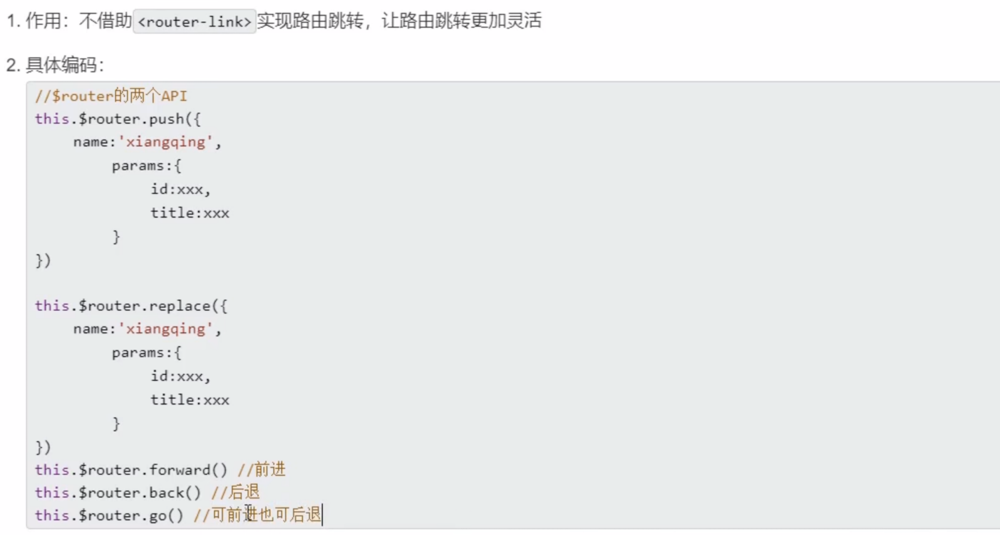 1. 作用：不借助<router-link>实现路由跳转，让路由跳转更加灵活
2. 具体编码：
//$router的两个API
this.$router.push({
name:'xiangqing',
params:{
id:xxx,
title:xxx
}
})
this.$router.replace({
name:'xiangqing',
params:{
id:xxx,
title:xxx
}
})
this.$router.forward() //前进
this.$router.back() //后退
this.$router.go() //可前进也可后退